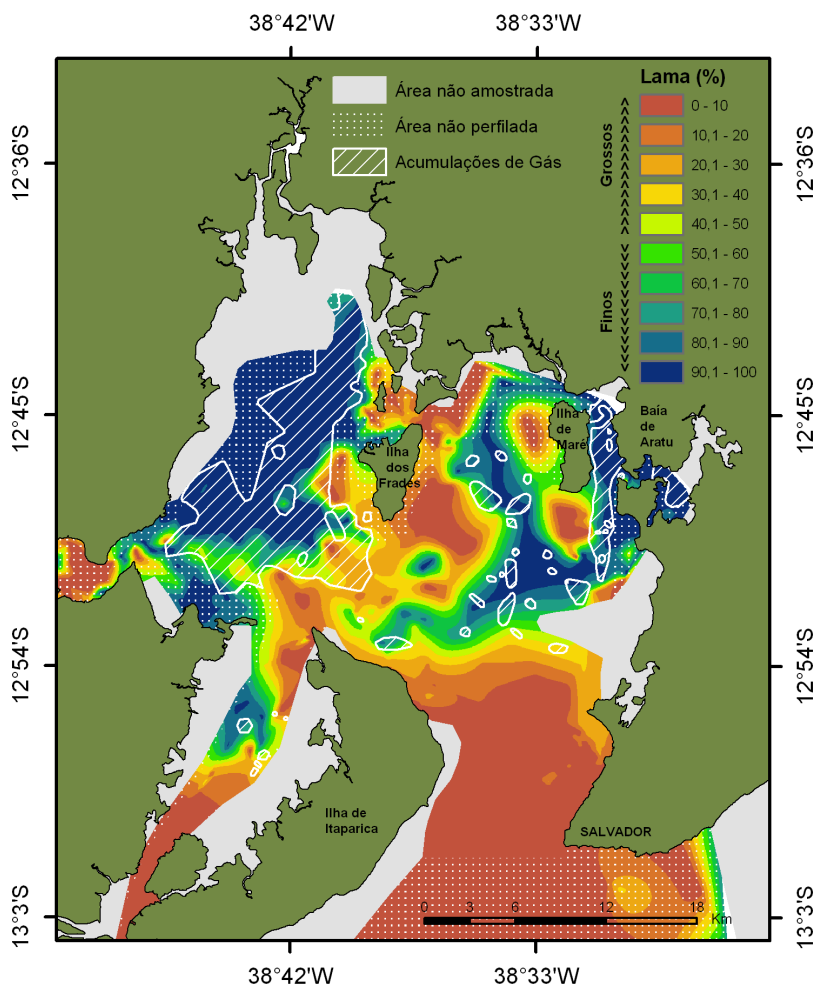 38°42'W
38°33'W
Lama (%)
Área não amostrada
Área não perfilada
Acumulações de Gás
Grossos
Finos
0 - 10
10,1 - 20
20,1 - 30
30,1 - 40
40,1 - 50
50,1 - 60
60,1 - 70
70,1 - 80
80,1 - 90
90,1 - 100
12°36'S
12°36'S
12°45'S
12°45'S
Ilha
de
Maré
Baía
de
Aratu
Ilha
dos
Frades
12°54'S
12°54'S
Ilha de
Itaparica
SALVADOR
0
3
6
12
18
Km
13°3'S
13°3'S
38°42'W
38°33'W